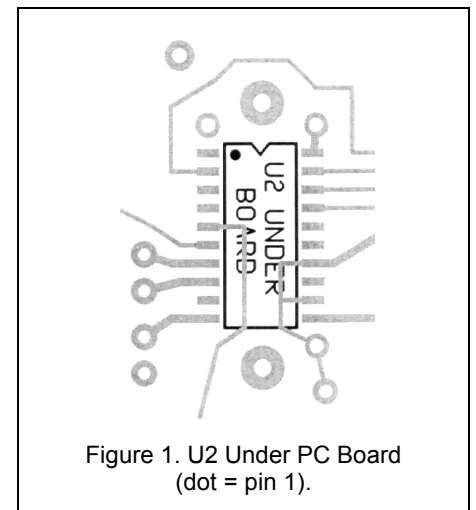 U2 UNDER
BOARD
Figure 1. U2 Under PC Board
(dot = pin 1).